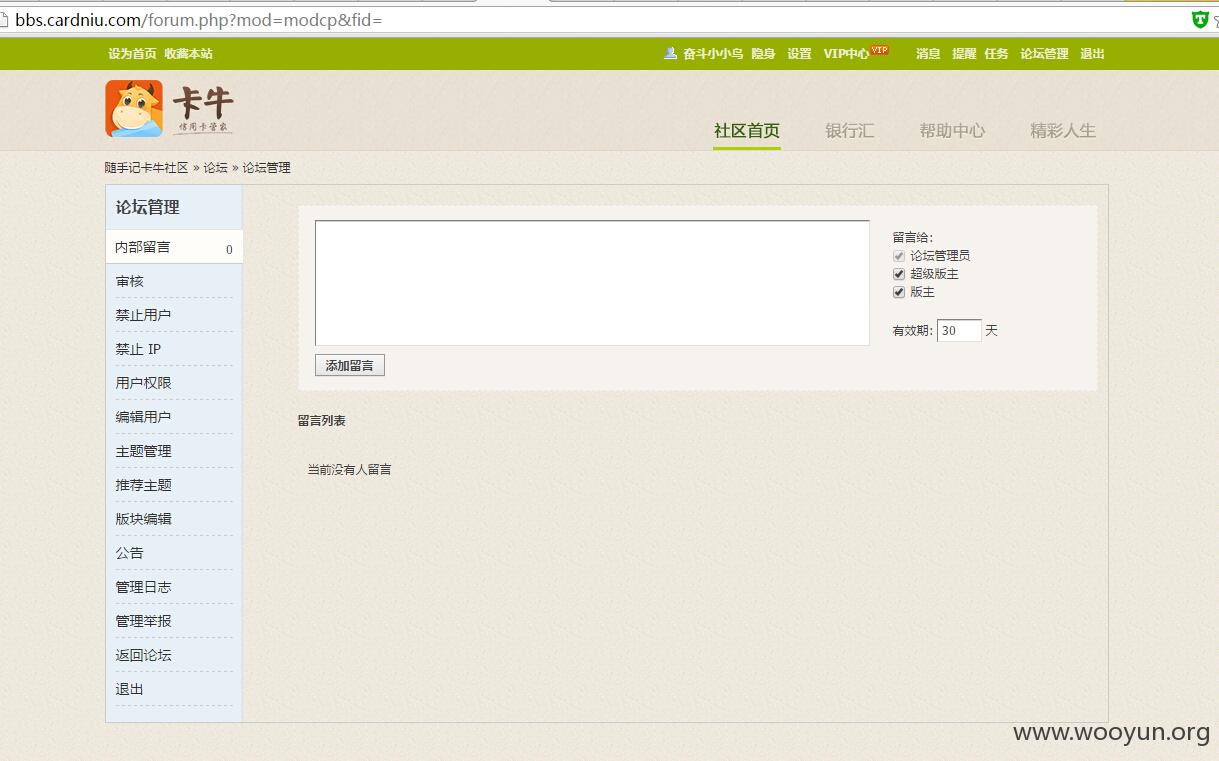 bbs.cardniu.com/forum.php?mod=modcp&fid=
设为首页 收藏本站 奋斗小小鸟 隐身 设置 VIP中心 VIP 消息 提醒 任务 论坛管理 退出
卡牛
信用卡管家
社区首页 银行汇 帮助中心 精彩人生
随手记卡牛社区 » 论坛 » 论坛管理
论坛管理
内部留言 0
审核
禁止用户
禁止 IP
用户权限
编辑用户
主题管理
推荐主题
版块编辑
公告
管理日志
管理举报
返回论坛
退出
留言给:
论坛管理员
超级版主
版主
有效期: 30 天
添加留言
留言列表
当前没有人留言
www.wooyun.org